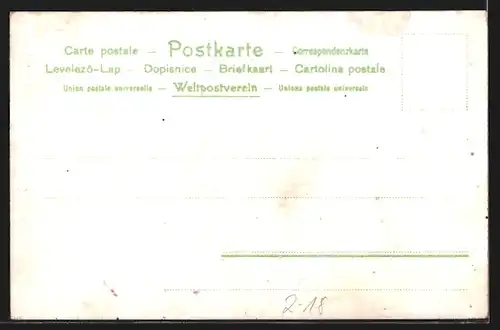 Carte postale – Postkarte – Correspondenzkarte
Levelező-Lap – Dopisnice – Briefkaart – Cartolina postale
Union postale universelle – Weltpostverein – Unione postale universale
2-18